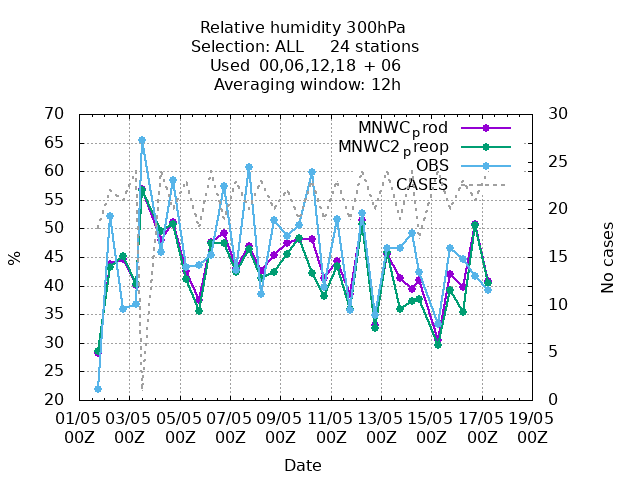 Relative humidity 300hPa
Selection: ALL 24 stations
Used 00,06,12,18 + 06
Averaging window: 12h
MNWC_prod
MNWC2_preop
OBS
CASES
70
65
60
55
50
45
40
35
30
25
20
%
30
25
20
15
10
5
0
No cases
01/05 03/05 05/05 07/05 09/05 11/05 13/05 15/05 17/05 19/05
00Z 00Z 00Z 00Z 00Z 00Z 00Z 00Z 00Z 00Z
Date